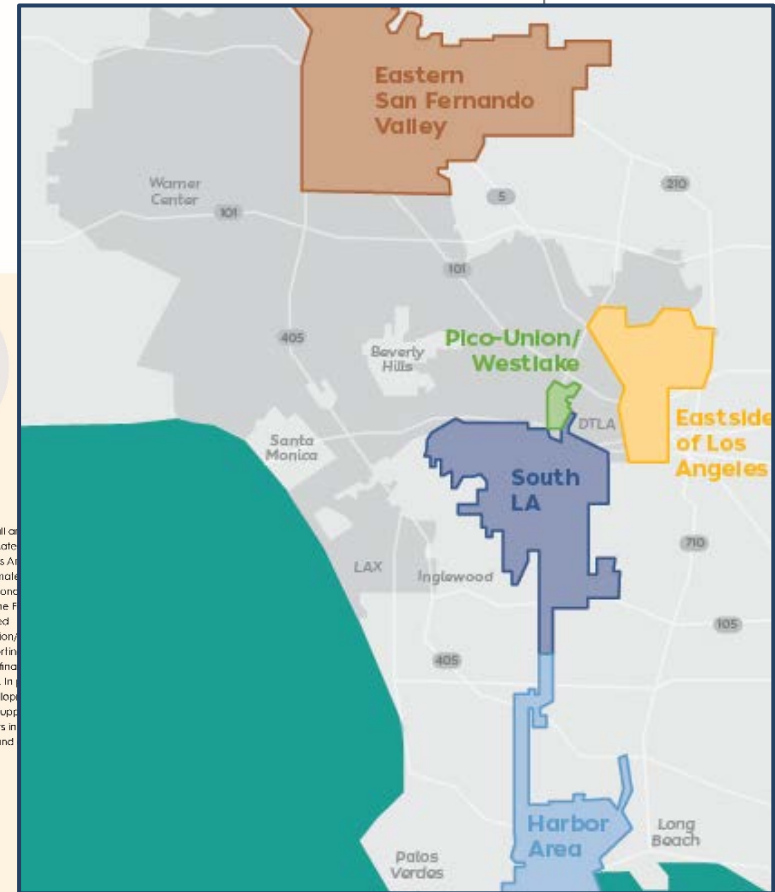 Eastern
San Fernando
Valley
Warner
Center
101
5
210
101
405
Beverly
Hills
Pico-Union/
Westlake
DTLA
Eastside
of Los
Angeles
Santa
Monica
South
LA
710
LAX
Inglewood
105
405
Harbor
Area
Long
Beach
Palos
Verdes